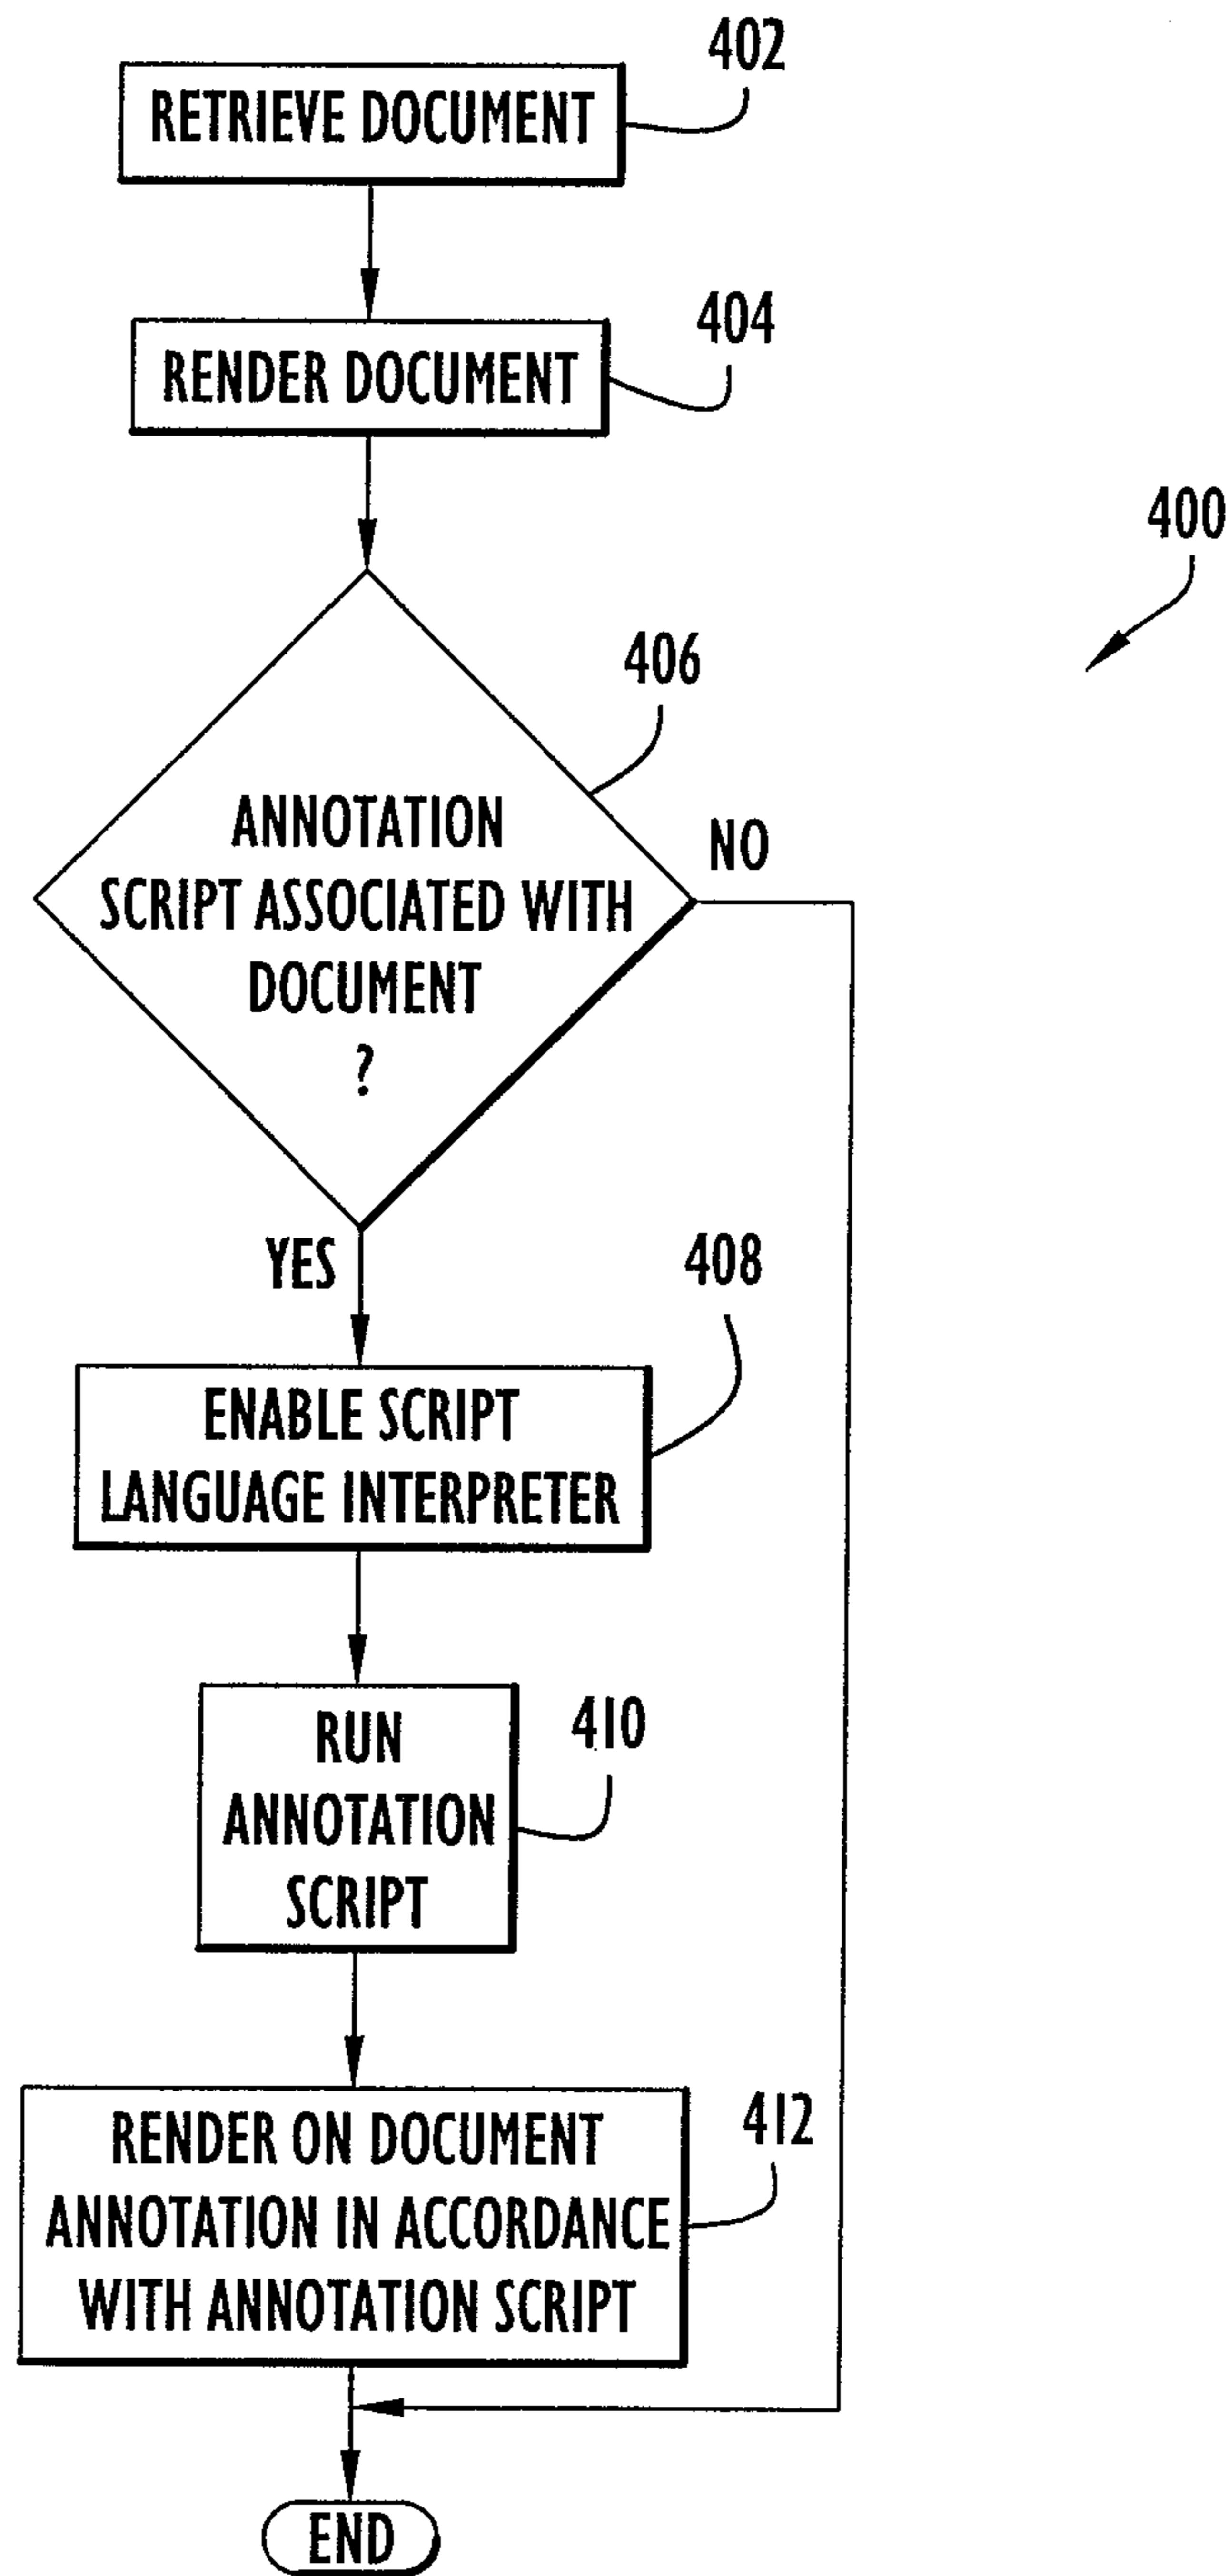 402
RETRIEVE DOCUMENT
404
RENDER DOCUMENT
400
406
ANNOTATION
SCRIPT ASSOCIATED WITH
DOCUMENT
?
NO
YES
408
ENABLE SCRIPT
LANGUAGE INTERPRETER
410
RUN
ANNOTATION
SCRIPT
412
RENDER ON DOCUMENT
ANNOTATION IN ACCORDANCE
WITH ANNOTATION SCRIPT
END